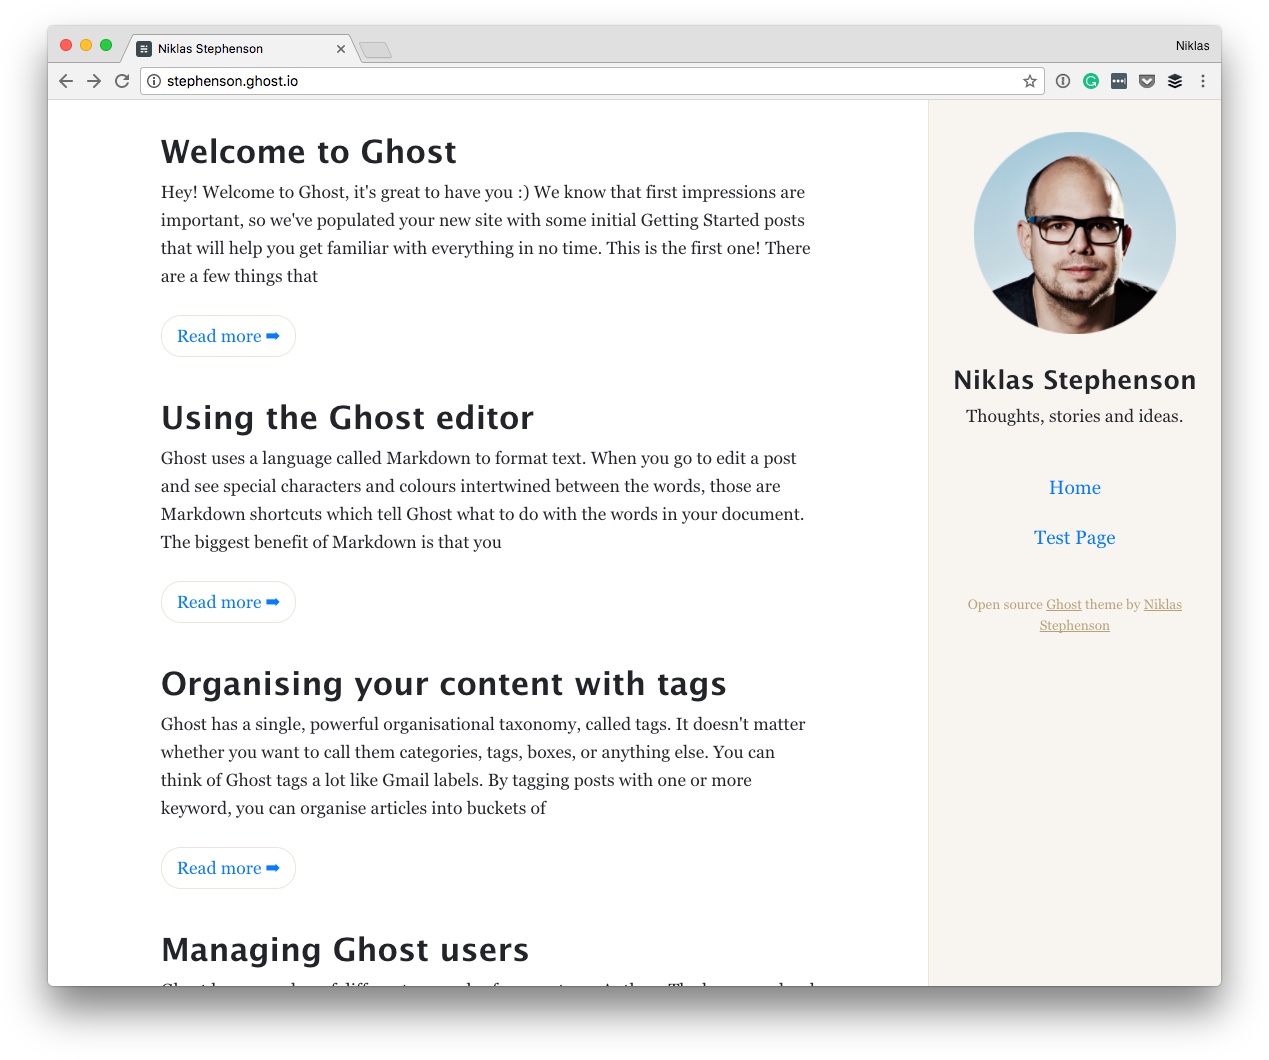 Niklas Stephenson
Niklas
stephenson.ghost.io
Welcome to Ghost
Hey! Welcome to Ghost, it's great to have you :) We know that first impressions are
important, so we've populated your new site with some initial Getting Started posts
that will help you get familiar with everything in no time. This is the first one! There
are a few things that
Read more ➡
Using the Ghost editor
Ghost uses a language called Markdown to format text. When you go to edit a post
and see special characters and colours intertwined between the words, those are
Markdown shortcuts which tell Ghost what to do with the words in your document.
The biggest benefit of Markdown is that you
Read more ➡
Organising your content with tags
Ghost has a single, powerful organisational taxonomy, called tags. It doesn't matter
whether you want to call them categories, tags, boxes, or anything else. You can
think of Ghost tags a lot like Gmail labels. By tagging posts with one or more
keyword, you can organise articles into buckets of
Read more ➡
Managing Ghost users
Niklas Stephenson
Thoughts, stories and ideas.
Home
Test Page
Open source Ghost theme by Niklas
Stephenson